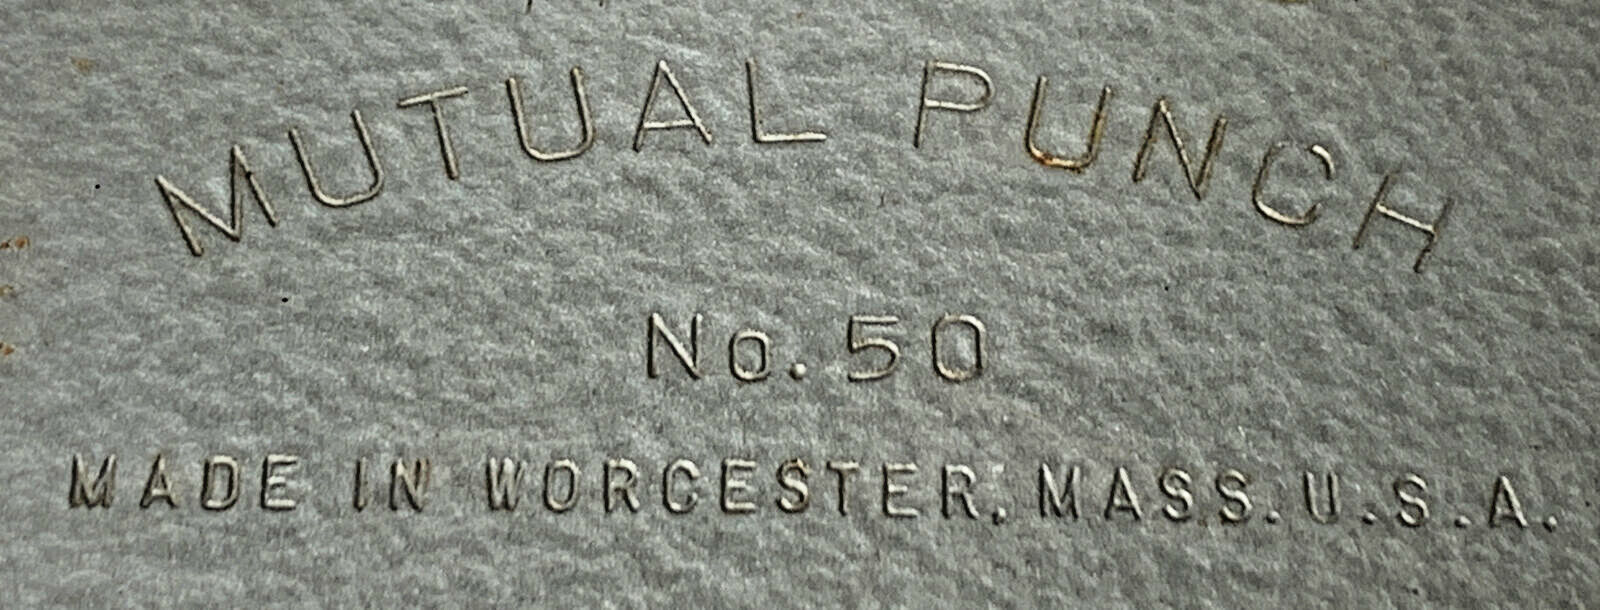 MUTUAL PUNCH
No. 50
MADE IN WORCESTER, MASS. U.S.A.